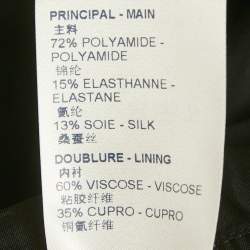 PRINCIPAL - MAIN
主料
72% POLYAMIDE -
POLYAMIDE
锦纶
15% ELASTHANNE -
ELASTANE
氨纶
13% SOIE - SILK
桑蚕丝
DOUBLURE - LINING
内衬
60% VISCOSE - VISCOSE
粘胶纤维
35% CUPRO - CUPRO
铜氨纤维